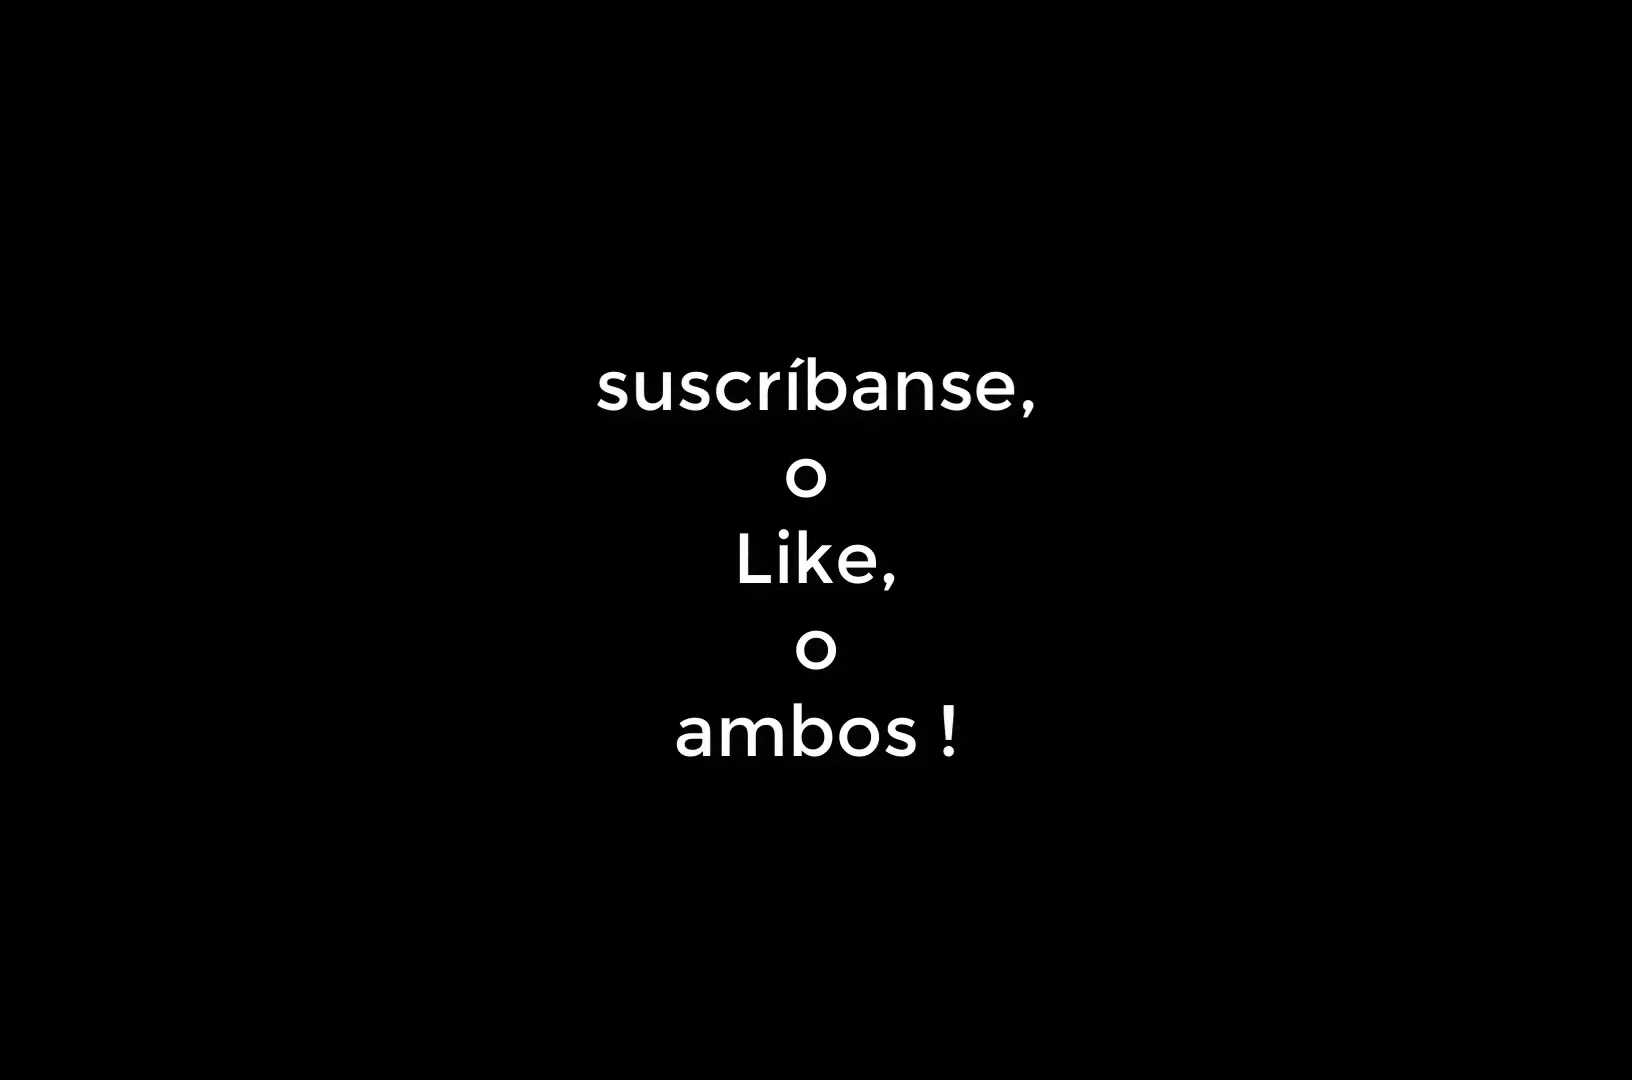 suscríbanse,
o
Like,
o
ambos !